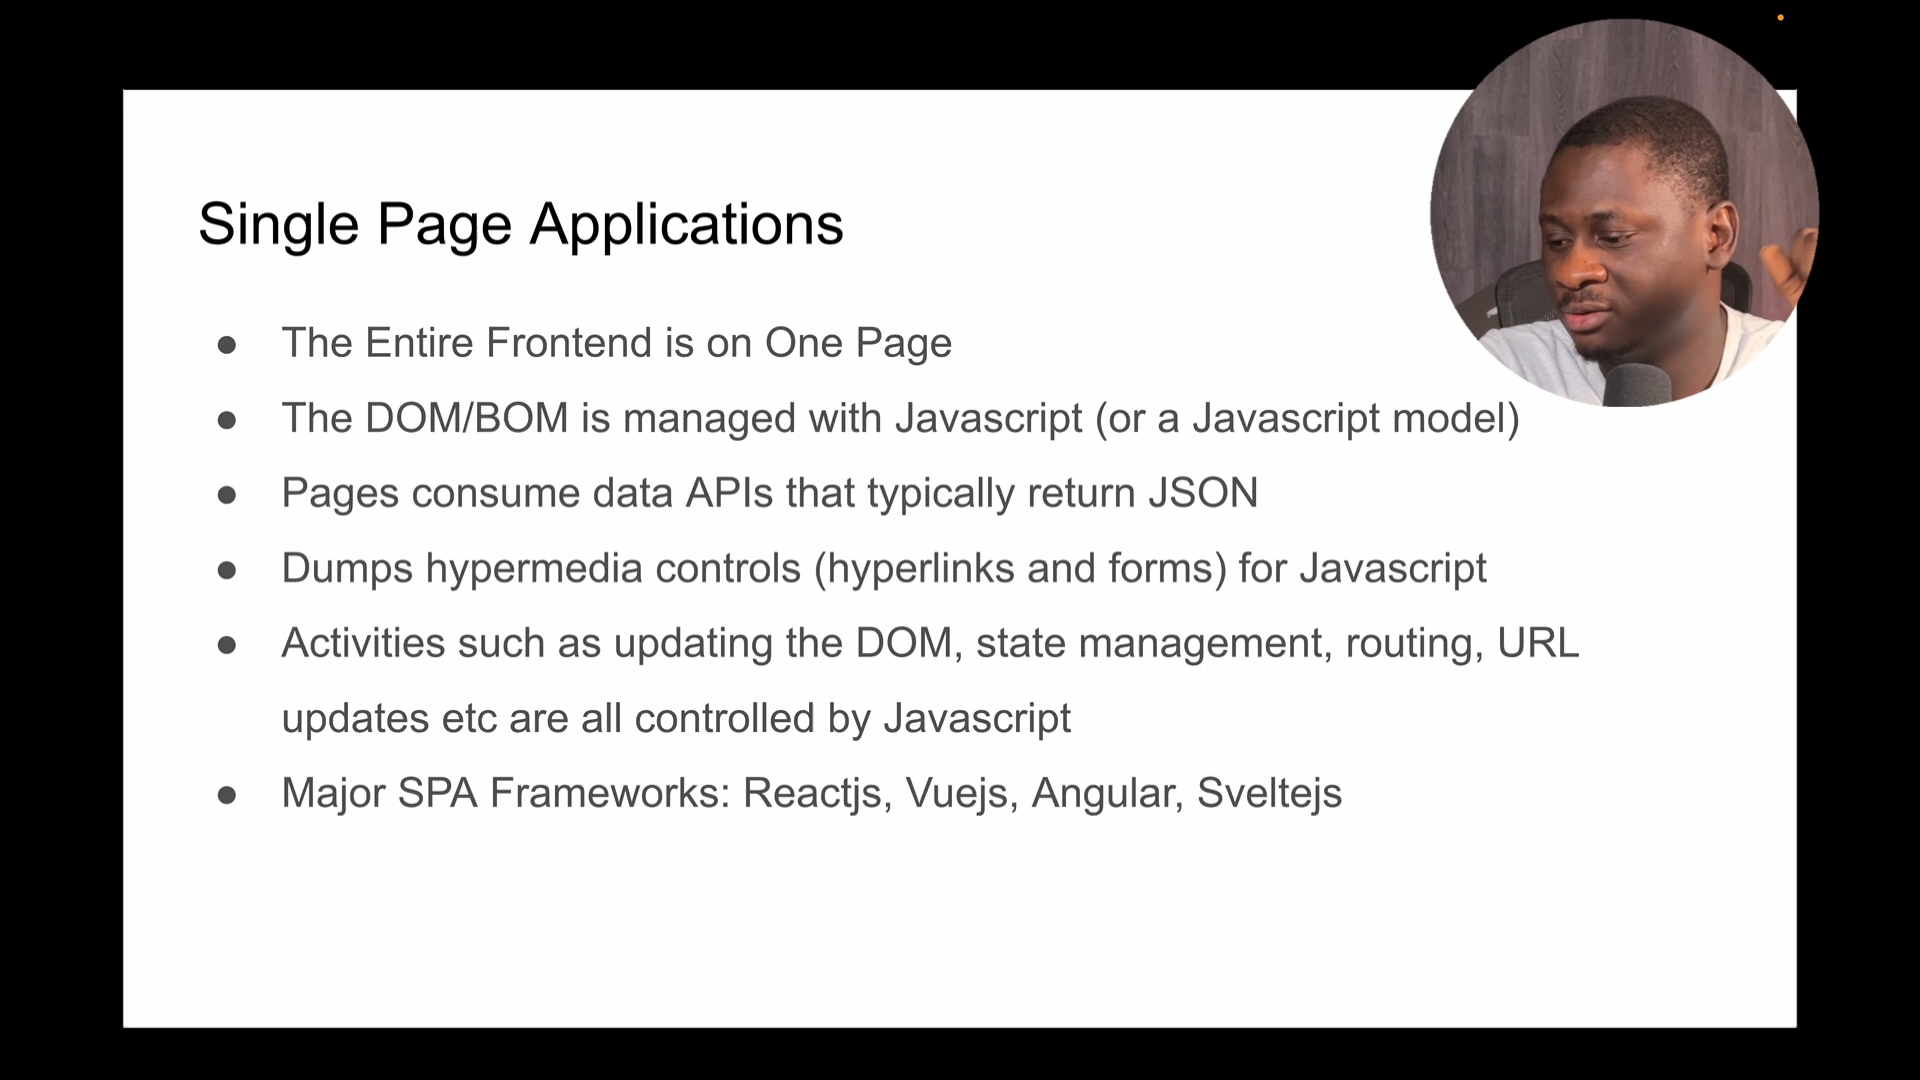 Single Page Applications
● The Entire Frontend is on One Page
● The DOM/BOM is managed with Javascript (or a Javascript model)
● Pages consume data APIs that typically return JSON
● Dumps hypermedia controls (hyperlinks and forms) for Javascript
● Activities such as updating the DOM, state management, routing, URL
updates etc are all controlled by Javascript
● Major SPA Frameworks: Reactjs, Vuejs, Angular, Sveltejs